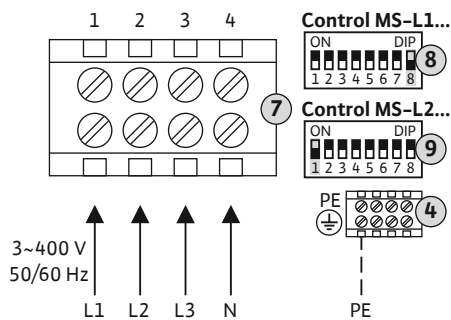 1 2 3 4
Control MS-L1...
ON DIP
1 2 3 4 5 6 7 8
8
7
Control MS-L2...
ON DIP
1 2 3 4 5 6 7 8
9
PE
4
3~400 V
50/60 Hz
L1 L2 L3 N
PE